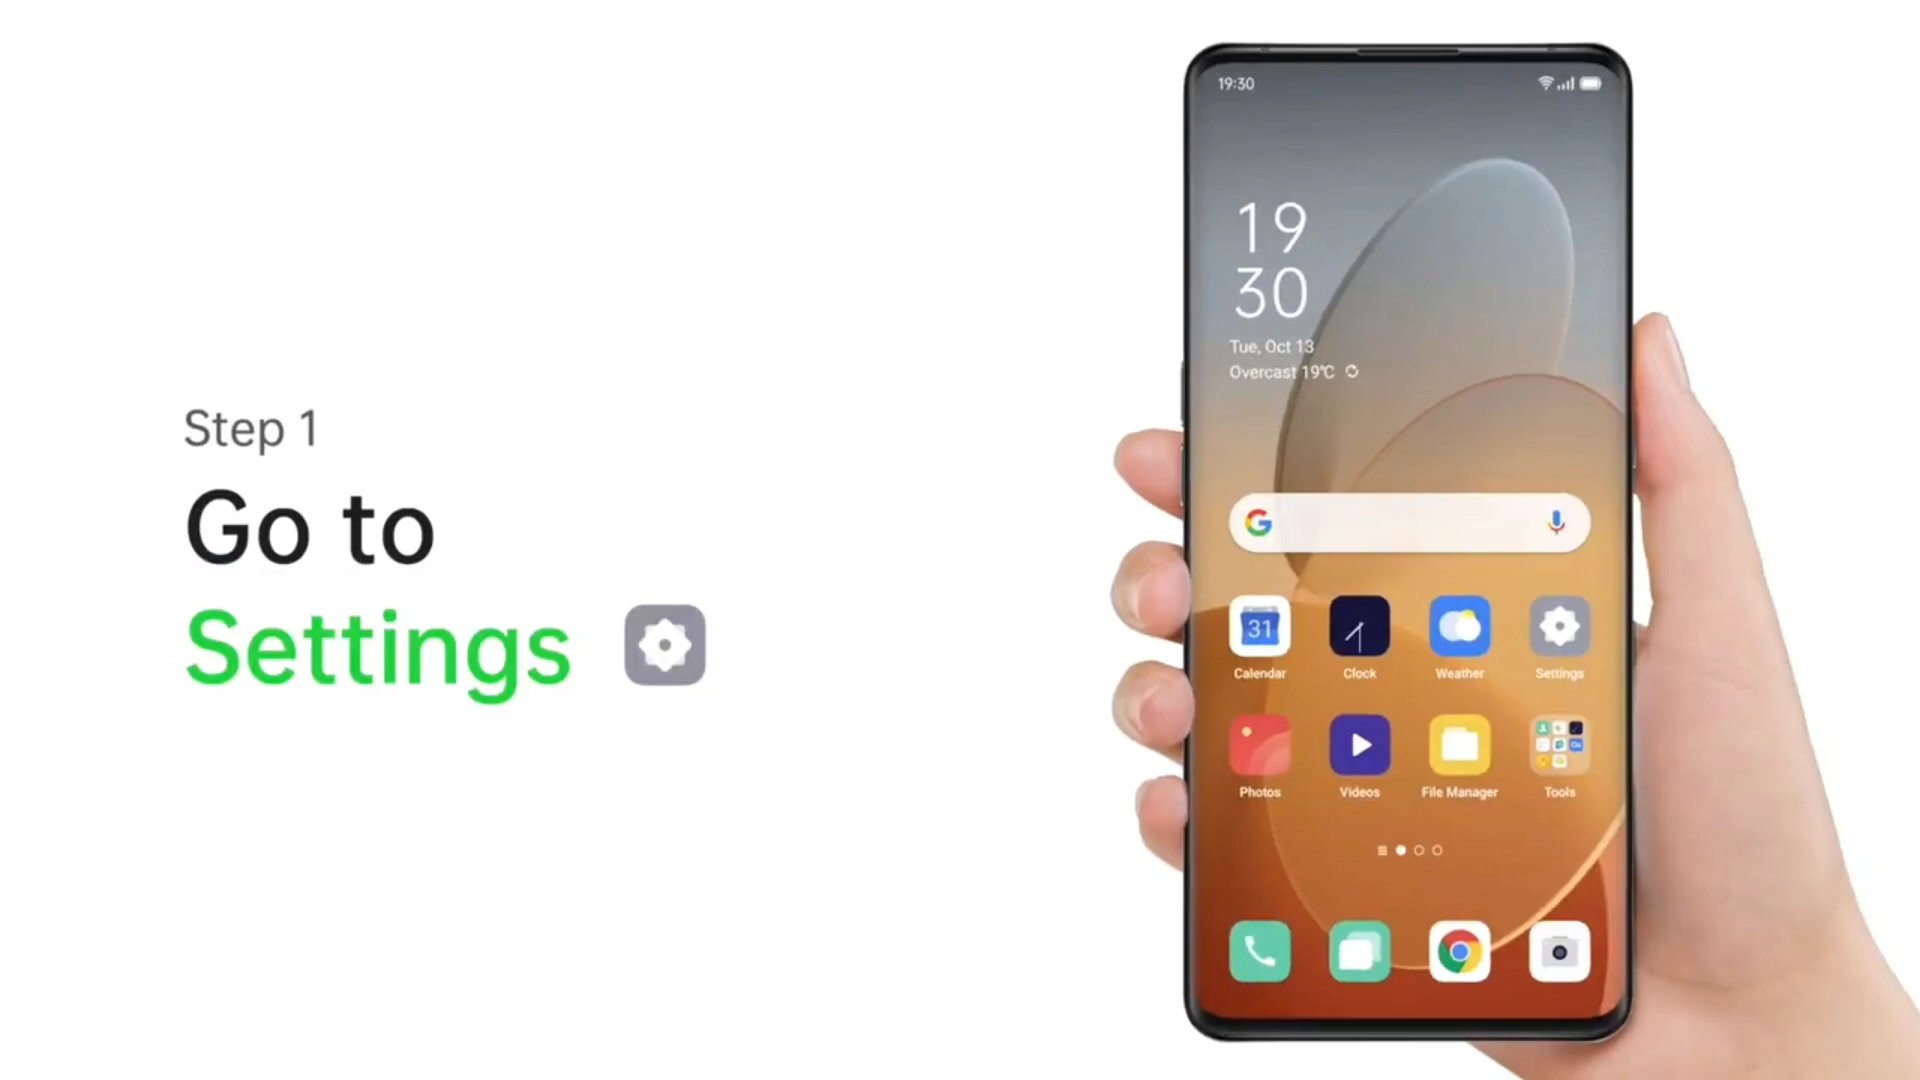 Step 1
Go to
Settings
19:30
19
30
Tue, Oct 13
Overcast 19℃
31
Calendar
Clock
Weather
Settings
Photos
Videos
File Manager
Tools